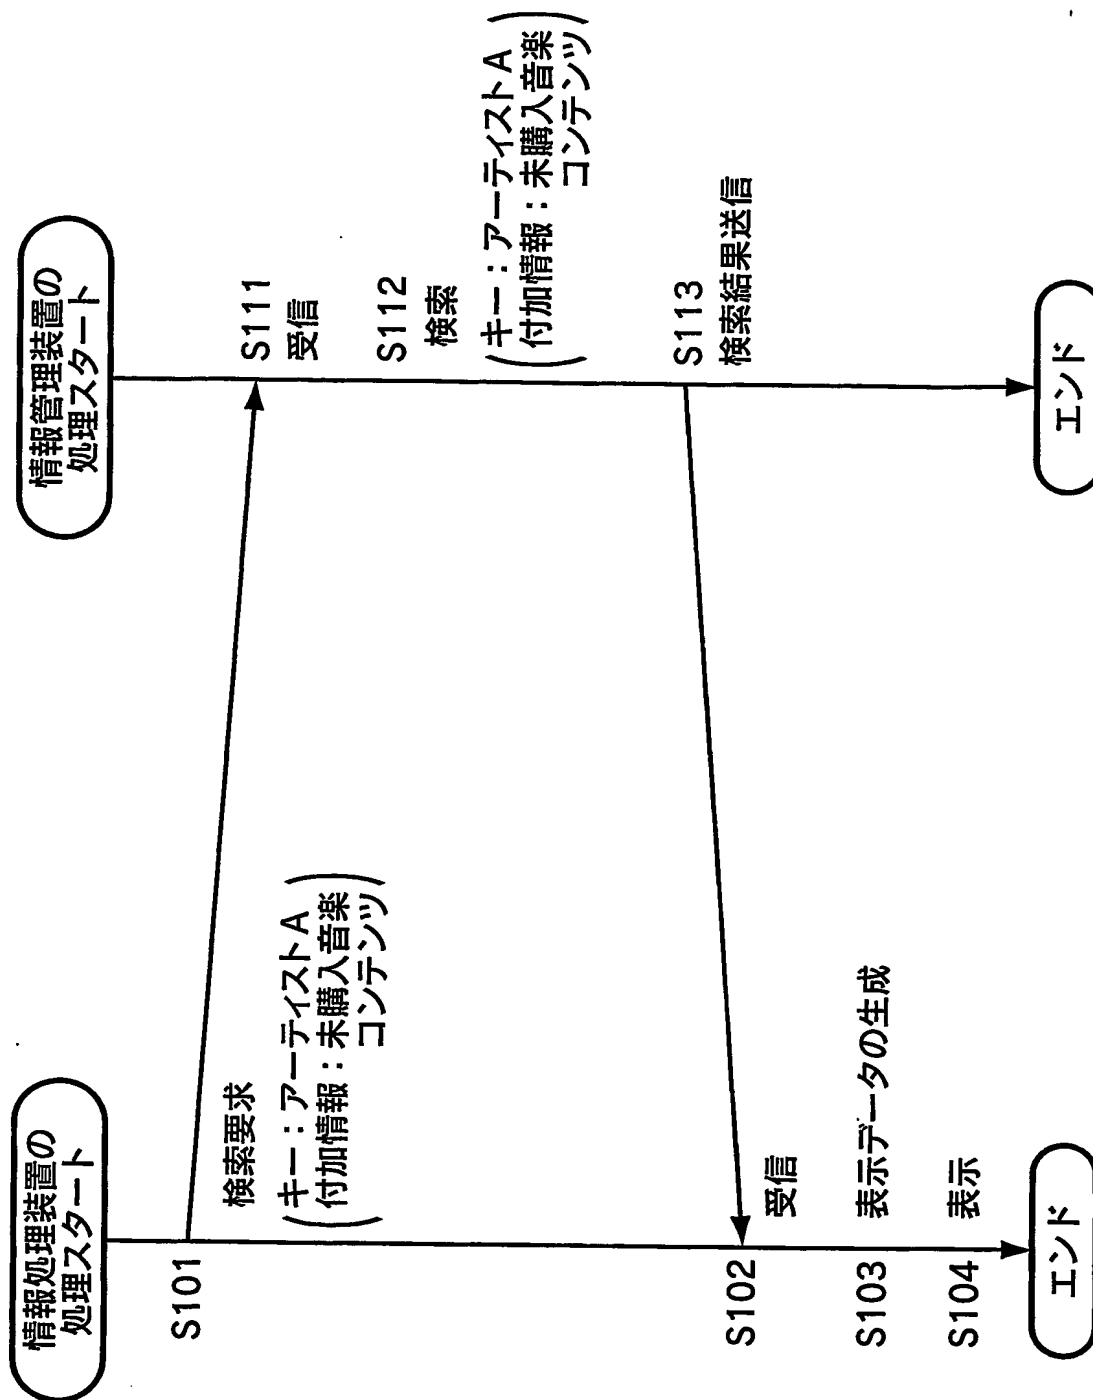 情報処理装置の
処理スタート
S101
検索要求
(キー：アーティストA
付加情報：未購入音楽
コンテンツ)
S102
受信
S103
表示データの生成
S104
表示
エンド
情報管理装置の
処理スタート
S111
受信
S112
検索
(キー：アーティストA
付加情報：未購入音楽
コンテンツ)
S113
検索結果送信
エンド